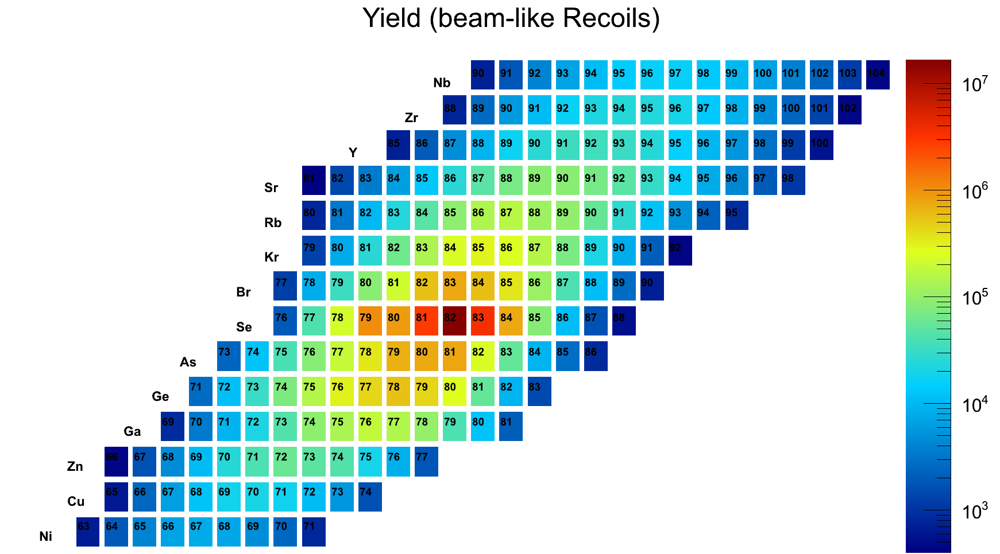 Yield (beam-like Recoils)
Nb 90 91 92 93 94 95 96 97 98 99 100 101 102 103 104
Zr 88 89 90 91 92 93 94 95 96 97 98 99 100 101 102
Y 85 86 87 88 89 90 91 92 93 94 95 96 97 98 99 100
Sr 81 82 83 84 85 86 87 88 89 90 91 92 93 94 95 96 97 98
Rb 80 81 82 83 84 85 86 87 88 89 90 91 92 93 94 95
Kr 79 80 81 82 83 84 85 86 87 88 89 90 91 92
Br 77 78 79 80 81 82 83 84 85 86 87 88 89 90
Se 76 77 78 79 80 81 82 83 84 85 86 87 88
As 73 74 75 76 77 78 79 80 81 82 83 84 85 86
Ge 71 72 73 74 75 76 77 78 79 80 81 82 83
Ga 69 70 71 72 73 74 75 76 77 78 79 80 81
Zn 66 67 68 69 70 71 72 73 74 75 76 77
Cu 65 66 67 68 69 70 71 72 73 74
Ni 63 64 65 66 67 68 69 70 71
10⁷
10⁶
10⁵
10⁴
10³